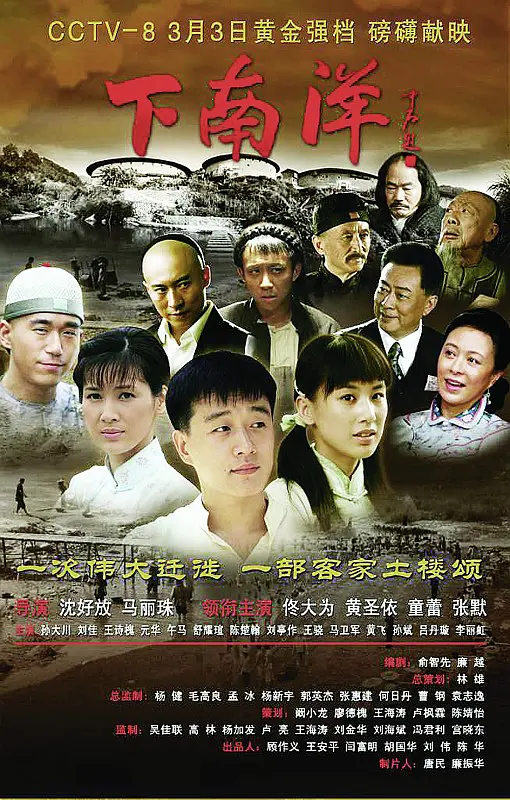 CCTV-8 3月3日黄金强档 磅礴献映
下南洋
一次伟大迁徙 一部客家土楼颂
导演 沈好放 马丽珠 领衔主演 佟大为 黄圣依 童蕾 张默
主演 孙大川 刘佳 王诗槐 元华 午马 舒耀瑄 陈楚翰 刘亭作 王骁 马卫军 黄飞 孙斌 吕丹璇 李丽虹
编剧：俞智先 廉越
总策划：林雄
总监制：杨健 毛高良 孟冰 杨新宇 郭英杰 张惠建 何日丹 曹钢 袁志逸
策划：阚小龙 廖德槐 王海涛 卢枫霖 陈婧怡
监制：吴佳联 高林 杨加发 卢亮 王海涛 刘金华 刘海斌 冯君利 宫晓东
出品人：顾作义 王安平 闫富明 胡国华 刘伟 陈华
制片人：唐民 廉振华